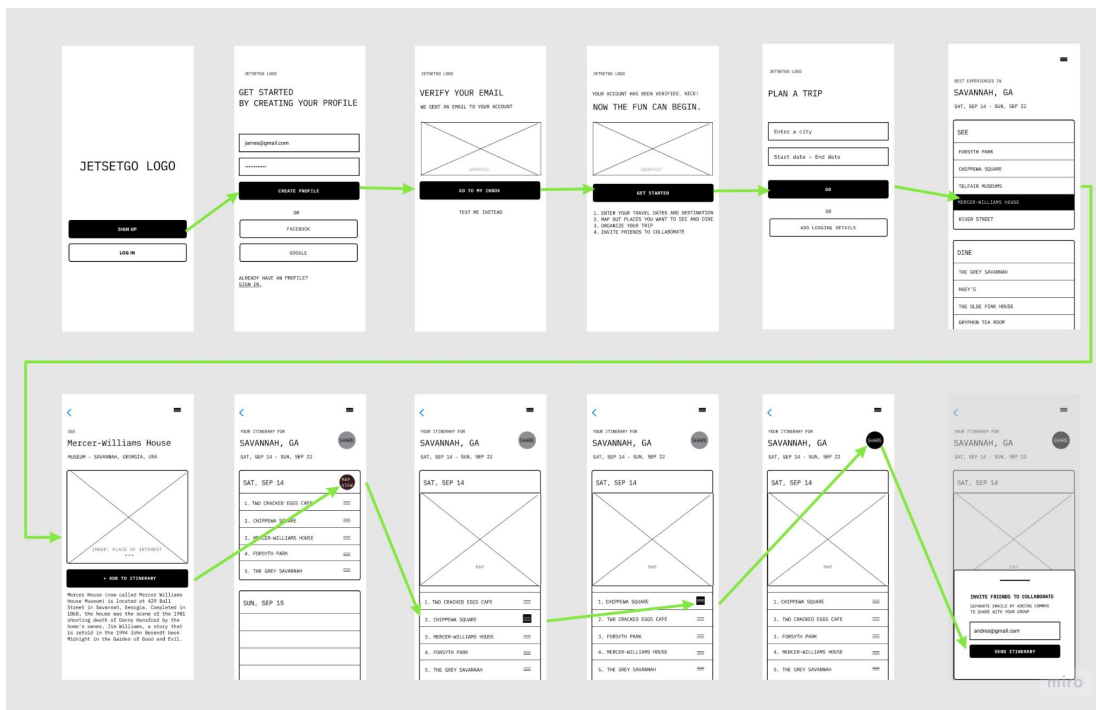 JETSETGO LOGO
SIGN UP
LOG IN
JETSETGO LOGO
GET STARTED
BY CREATING YOUR PROFILE
james@gmail.com
CREATE PROFILE
OR
FACEBOOK
GOOGLE
ALREADY HAVE AN PROFILE?
SIGN IN.
JETSETGO LOGO
VERIFY YOUR EMAIL
WE SENT AN EMAIL TO YOUR ACCOUNT
GRAPHIC
GO TO MY INBOX
TEXT ME INSTEAD
JETSETGO LOGO
YOUR ACCOUNT HAS BEEN VERIFIED. NICE!
NOW THE FUN CAN BEGIN.
GRAPHIC
GET STARTED
1. ENTER YOUR TRAVEL DATES AND DESTINATION
2. MAP OUT PLACES YOU WANT TO SEE AND DINE
3. ORGANIZE YOUR TRIP
4. INVITE FRIENDS TO COLLABORATE
JETSETGO LOGO
PLAN A TRIP
Enter a city
Start date – End date
GO
OR
ADD LODGING DETAILS
BEST EXPERIENCES IN
SAVANNAH, GA
SAT, SEP 14 – SUN, SEP 22
SEE
FORSYTH PARK
CHIPPEWA SQUARE
TELFAIR MUSEUMS
MERCER-WILLIAMS HOUSE
RIVER STREET
DINE
THE GREY SAVANNAH
HUEY'S
THE OLDE PINK HOUSE
GRYPHON TEA ROOM
SEE
Mercer-Williams House
MUSEUM – SAVANNAH, GEORGIA, USA
IMAGE: PLACE OF INTEREST
+ ADD TO ITINERARY
Mercer House (now called Mercer Williams
House Museum) is located at 429 Bull
Street in Savannah, Georgia. Completed in
1868, the house was the scene of the 1981
shooting death of Danny Hansford by the
home's owner, Jim Williams, a story that
is retold in the 1994 John Berendt book
Midnight in the Garden of Good and Evil.
YOUR ITINERARY FOR
SAVANNAH, GA
SHARE
SAT, SEP 14 – SUN, SEP 22
SAT, SEP 14
MAP
VIEW
1. TWO CRACKED EGGS CAFE
2. CHIPPEWA SQUARE
3. MERCER-WILLIAMS HOUSE
4. FORSYTH PARK
5. THE GREY SAVANNAH
SUN, SEP 15
YOUR ITINERARY FOR
SAVANNAH, GA
SHARE
SAT, SEP 14 – SUN, SEP 22
SAT, SEP 14
MAP
1. TWO CRACKED EGGS CAFE
2. CHIPPEWA SQUARE
3. MERCER-WILLIAMS HOUSE
4. FORSYTH PARK
5. THE GREY SAVANNAH
YOUR ITINERARY FOR
SAVANNAH, GA
SHARE
SAT, SEP 14 – SUN, SEP 22
SAT, SEP 14
MAP
1. CHIPPEWA SQUARE
2. TWO CRACKED EGGS CAFE
3. FORSYTH PARK
4. MERCER-WILLIAMS HOUSE
5. THE GREY SAVANNAH
YOUR ITINERARY FOR
SAVANNAH, GA
SHARE
SAT, SEP 14 – SUN, SEP 22
SAT, SEP 14
MAP
1. CHIPPEWA SQUARE
2. TWO CRACKED EGGS CAFE
3. FORSYTH PARK
4. MERCER-WILLIAMS HOUSE
5. THE GREY SAVANNAH
YOUR ITINERARY FOR
SAVANNAH, GA
SHARE
SAT, SEP 14 – SUN, SEP 22
SAT, SEP 14
MAP
INVITE FRIENDS TO COLLABORATE
SEPARATE EMAILS BY ADDING COMMAS
TO SHARE WITH YOUR GROUP
andres@gmail.com
SEND ITINERARY
miro